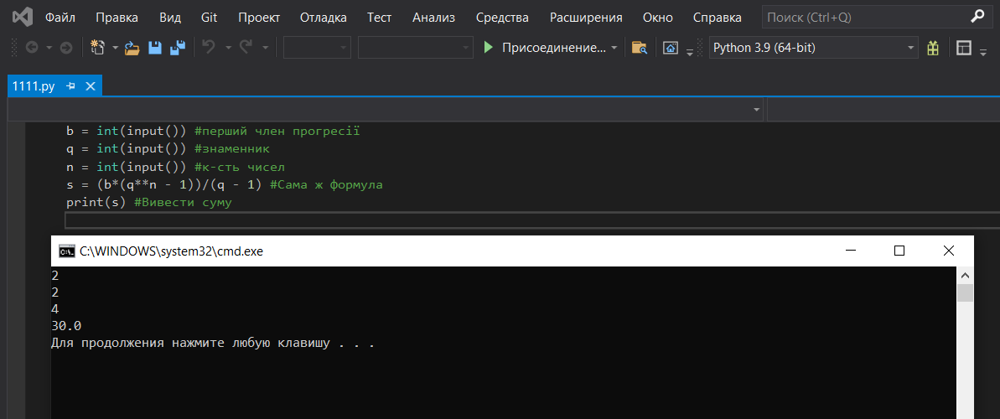 Файл Правка Вид Git Проект Отладка Тест Анализ Средства Расширения Окно Справка Поиск (Ctrl+Q)
Присоединение... Python 3.9 (64-bit)
1111.py
b = int(input()) #перший член прогресії
q = int(input()) #знаменник
n = int(input()) #к-сть чисел
s = (b*(q**n - 1))/(q - 1) #Сама ж формула
print(s) #Вивести суму
C:\WINDOWS\system32\cmd.exe
2
2
4
30.0
Для продолжения нажмите любую клавишу . . .